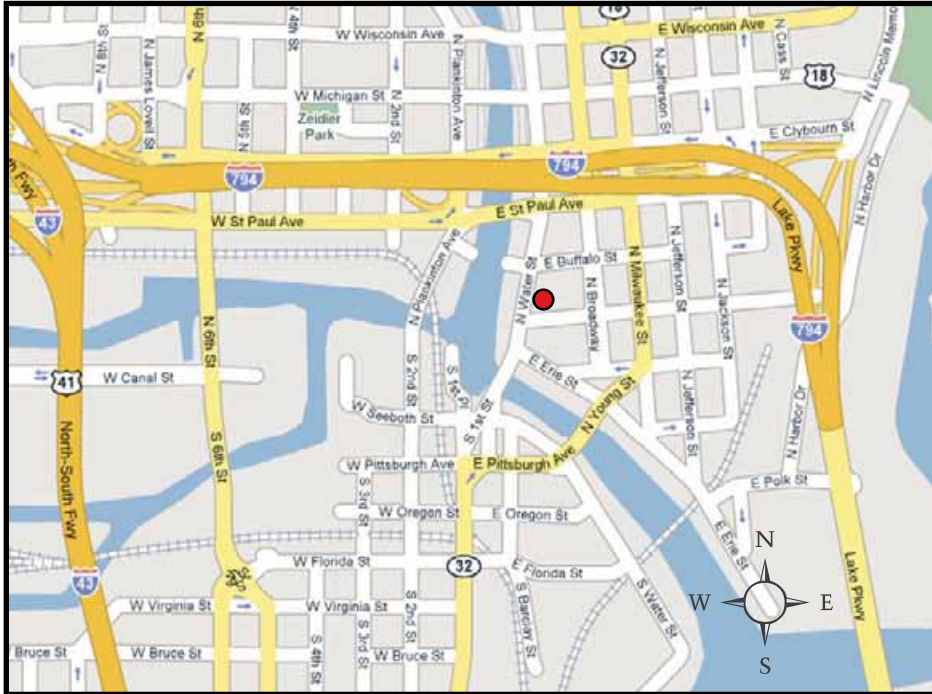 N 8th St
N James Lovell St
N 6th
N 5th St
N 4th St
W Wisconsin Ave
N Plankinton Ave
N 2nd St
W Michigan St
Zeidler
Park
32
E Wisconsin Ave
N Jefferson St
N Cass St
18
N Lincoln Memo
E Clybourn St
N Harbor Dr
794
794
Lake Pkwy
43
W St Paul Ave
E St Paul Ave
N Plankinton Ave
N Water St
E Buffalo St
N Broadway
N Milwaukee St
N Jefferson St
N Jackson St
794
N 6th St
41
W Canal St
North-South Fwy
S 2nd St
S 1st Pl
S 1st St
E Erie St
N Young St
N Jefferson St
N Harbor Dr
W Seeboth St
S 6th St
W Pittsburgh Ave
E Pittsburgh Ave
S 3rd St
W Oregon St
E Oregon St
E Polk St
E Erie St
32
W Florida St
E Florida St
43
W Virginia St
W Virginia St
S 4th St
S 3rd St
S 2nd St
S Barclay St
S Water St
Bruce St
W Bruce St
Lake Pkwy
N
W
E
S